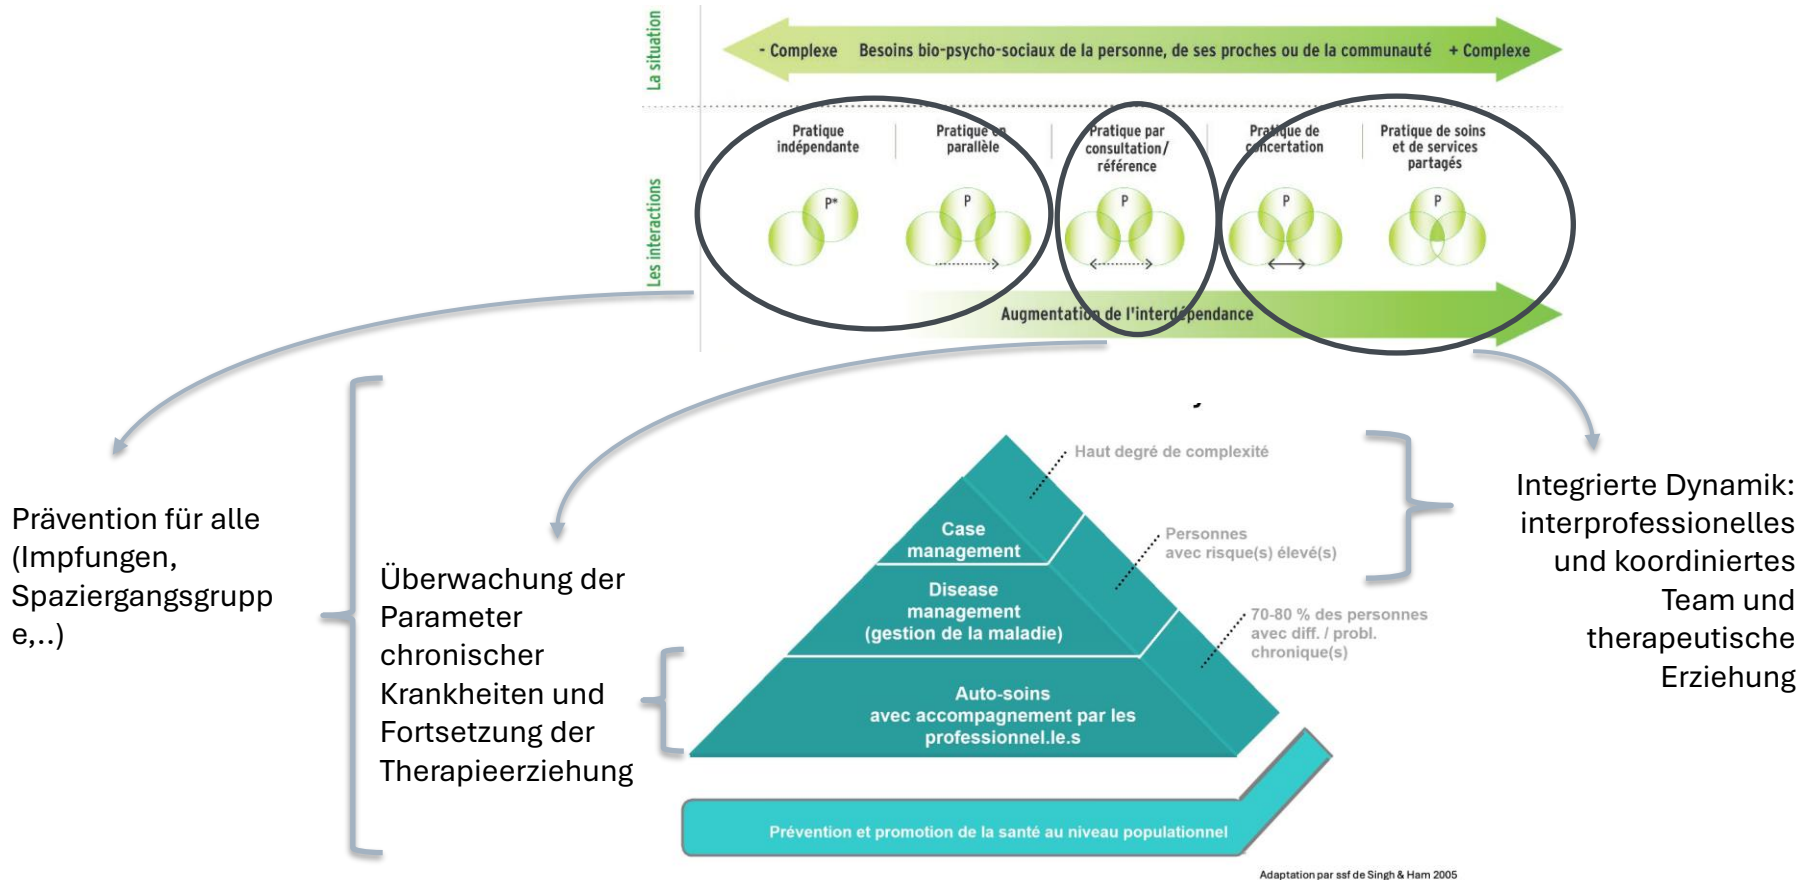 La situation
- Complexe Besoins bio-psycho-sociaux de la personne, de ses proches ou de la communauté + Complexe
Les interactions
Pratique
indépendante
Pratique en
parallèle
Pratique par
consultation/
référence
Pratique de
concertation
Pratique de soins
et de services
partagés
P*
P
P
P
P
Augmentation de l'interdépendance
Prävention für alle
(Impfungen,
Spaziergangsgrupp
e,..)
Überwachung der
Parameter
chronischer
Krankheiten und
Fortsetzung der
Therapieerziehung
Haut degré de complexité
Personnes
avec risque(s) élevé(s)
70-80 % des personnes
avec diff. / probl.
chronique(s)
Case
management
Disease
management
(gestion de la maladie)
Auto-soins
avec accompagnement par les
professionnel.le.s
Prévention et promotion de la santé au niveau populationnel
Integrierte Dynamik:
interprofessionelles
und koordiniertes
Team und
therapeutische
Erziehung
Adaptation par ssf de Singh & Ham 2005